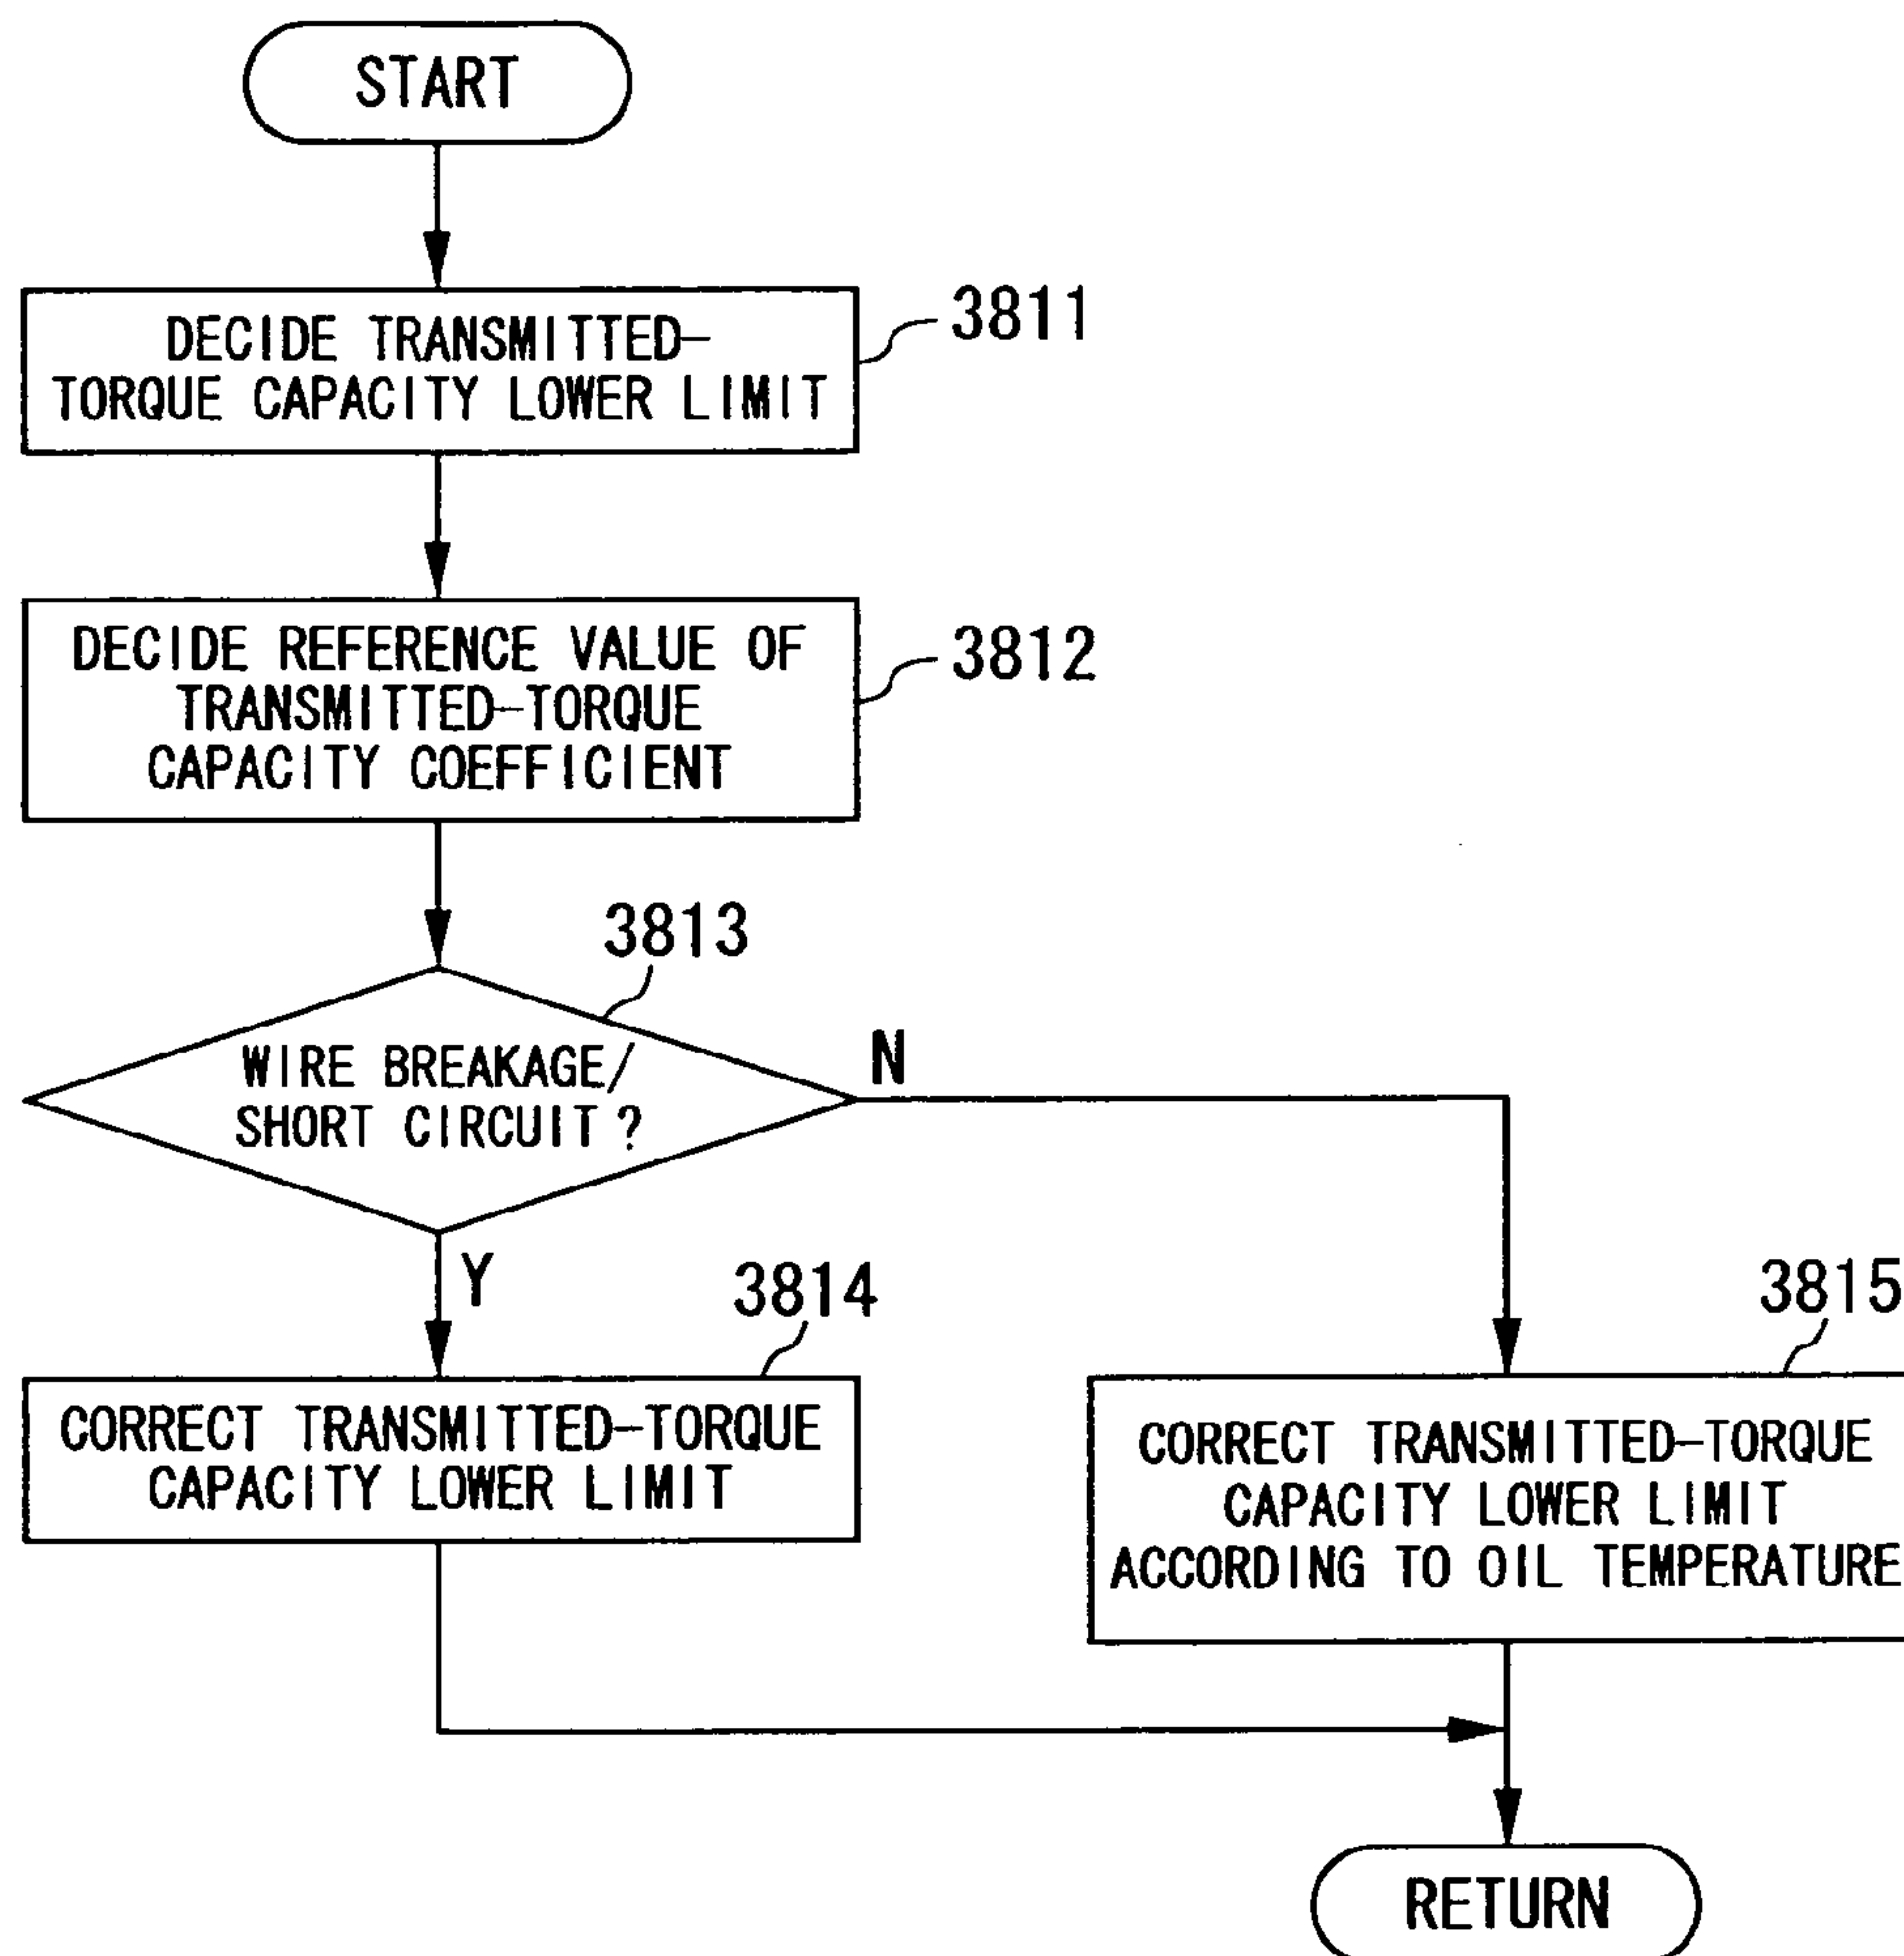 START
DECIDE TRANSMITTED-
TORQUE CAPACITY LOWER LIMIT
3811
DECIDE REFERENCE VALUE OF
TRANSMITTED-TORQUE
CAPACITY COEFFICIENT
3812
3813
WIRE BREAKAGE/
SHORT CIRCUIT?
N
Y
3814
CORRECT TRANSMITTED-TORQUE
CAPACITY LOWER LIMIT
3815
CORRECT TRANSMITTED-TORQUE
CAPACITY LOWER LIMIT
ACCORDING TO OIL TEMPERATURE
RETURN